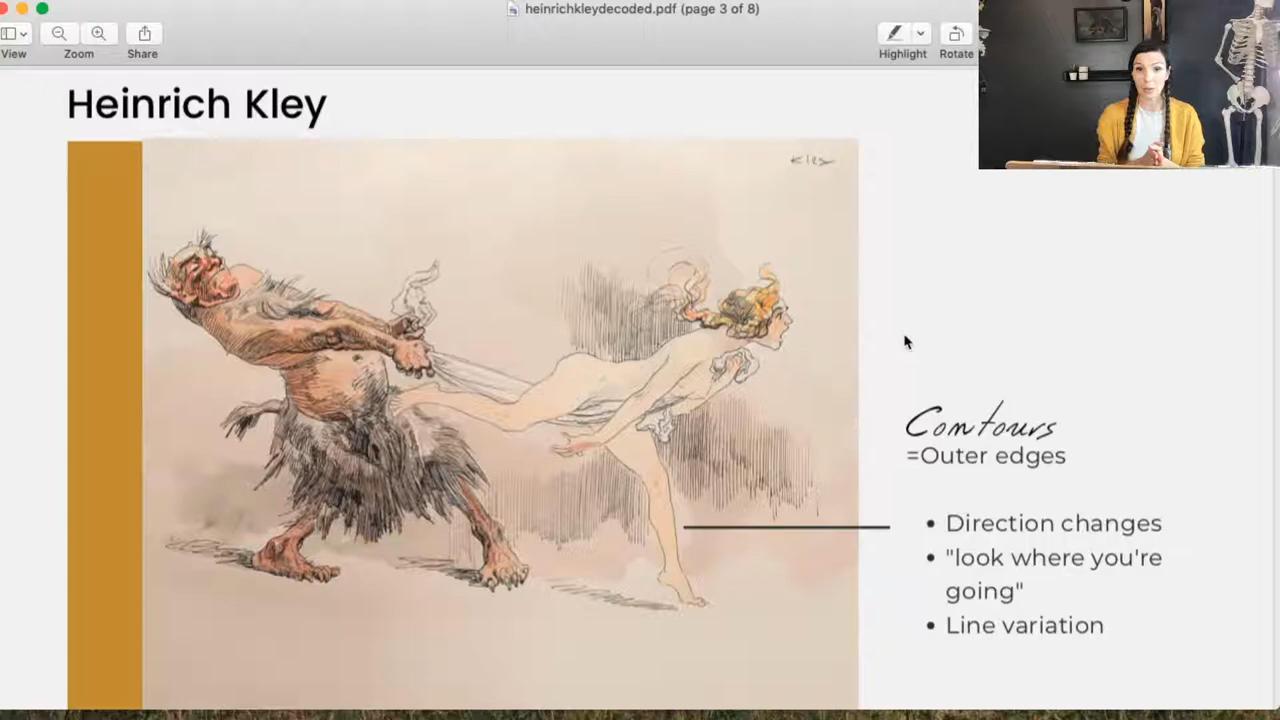 heinrichkleydecoded.pdf (page 3 of 8)
View Zoom Share Highlight Rotate
Heinrich Kley
Kley
Contours
=Outer edges
• Direction changes
• "look where you're
going"
• Line variation